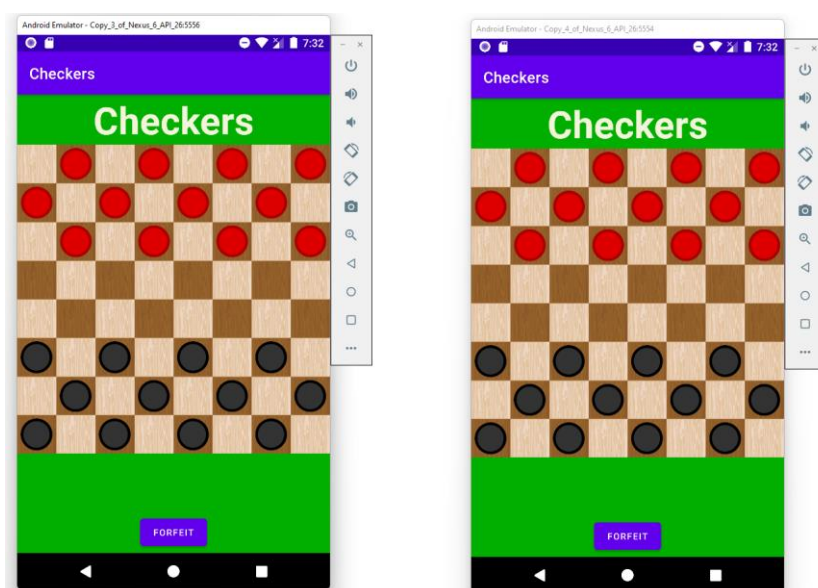 Android Emulator - Copy_3_of_Nexus_6_API_26:5556
7:32
Checkers
Checkers
FORFEIT
Android Emulator - Copy_4_of_Nexus_6_API_26:5554
7:32
Checkers
Checkers
FORFEIT